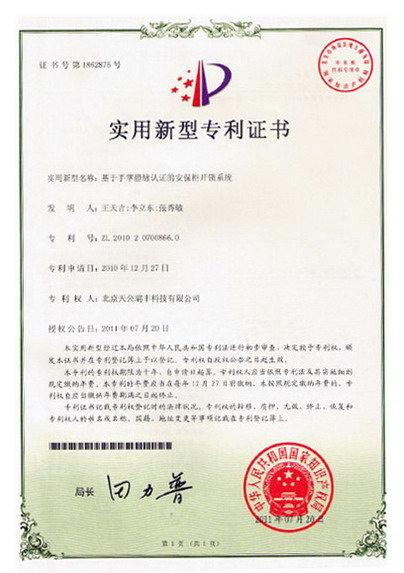 证书号第1862875号
实用新型专利证书
实用新型名称：基于手掌静脉认证的安保柜开锁系统
发 明 人：王天吉;李立东;张秀敏
专 利 号：ZL 2010 2 0700866.0
专利申请日：2010年12月27日
专 利 权 人：北京天公瑞丰科技有限公司
授权公告日：2011年07月20日
本实用新型经过本局依照中华人民共和国专利法进行初步审查，决定授予专利权，颁
发本证书并在专利登记簿上予以登记。专利权自授权公告之日起生效。
本专利的专利权期限为十年，自申请日起算。专利权人应当依照专利法及其实施细则
规定缴纳年费。本专利的年费应当在每年12月27日前缴纳。未按照规定缴纳年费的，专利
权自应当缴纳年费期满之日起终止。
专利证书记载专利权登记时的法律状况。专利权的转移、质押、无效、终止、恢复和
专利权人的姓名或名称、国籍、地址变更等事项记载在专利登记簿上。
局长 田力普
中华人民共和国国家知识产权局
2011年07月20日
第1页（共1页）